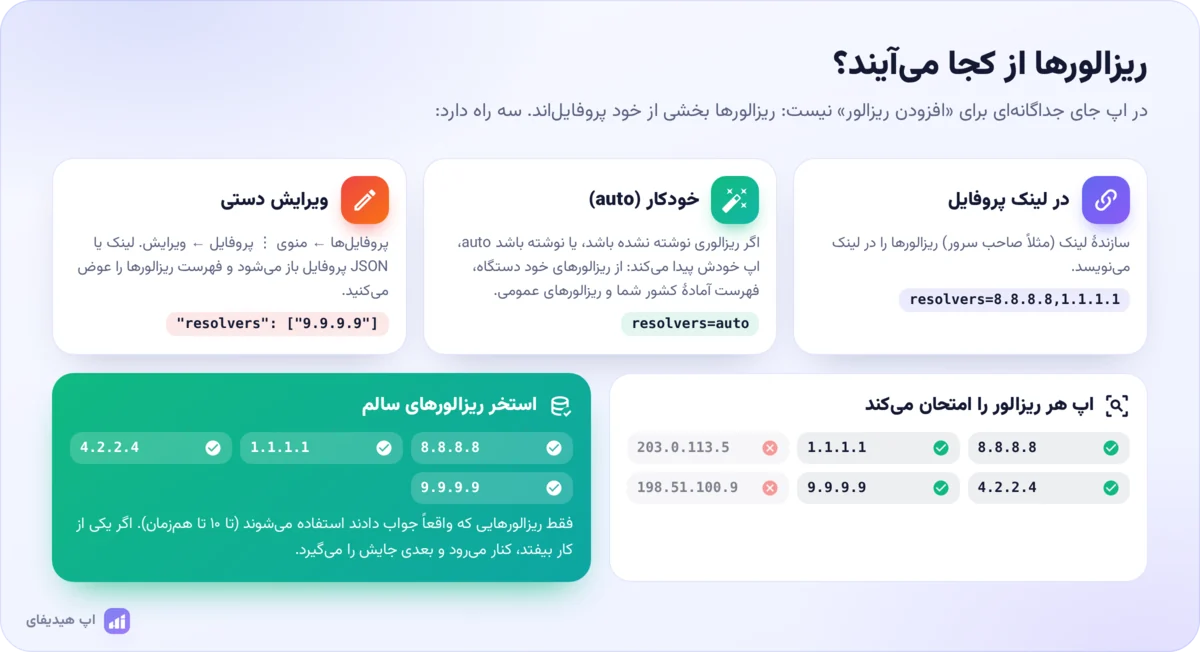 ریزالورها از کجا می‌آیند؟
در اپ جای جداگانه‌ای برای «افزودن ریزالور» نیست: ریزالورها بخشی از خود پروفایل‌اند. سه راه دارد:
در لینک پروفایل
سازندهٔ لینک (مثلاً صاحب سرور) ریزالورها را در لینک
می‌نویسد.
resolvers=8.8.8.8,1.1.1.1
خودکار (auto)
اگر ریزالوری نوشته نشده باشد، یا نوشته باشد auto،
اپ خودش پیدا می‌کند: از ریزالورهای خود دستگاه،
فهرست آمادهٔ کشور شما و ریزالورهای عمومی.
resolvers=auto
ویرایش دستی
پروفایل‌ها ← منوی ⋮ پروفایل ← ویرایش. لینک یا
JSON پروفایل باز می‌شود و فهرست ریزالورها را عوض
می‌کنید.
"resolvers": ["9.9.9.9"]
اپ هر ریزالور را امتحان می‌کند
8.8.8.8
1.1.1.1
203.0.113.5
4.2.2.4
9.9.9.9
198.51.100.9
استخر ریزالورهای سالم
8.8.8.8
1.1.1.1
4.2.2.4
9.9.9.9
فقط ریزالورهایی که واقعاً جواب دادند استفاده می‌شوند (تا ۱۰ تا هم‌زمان). اگر یکی از
کار بیفتد، کنار می‌رود و بعدی جایش را می‌گیرد.
اپ هیدیفای